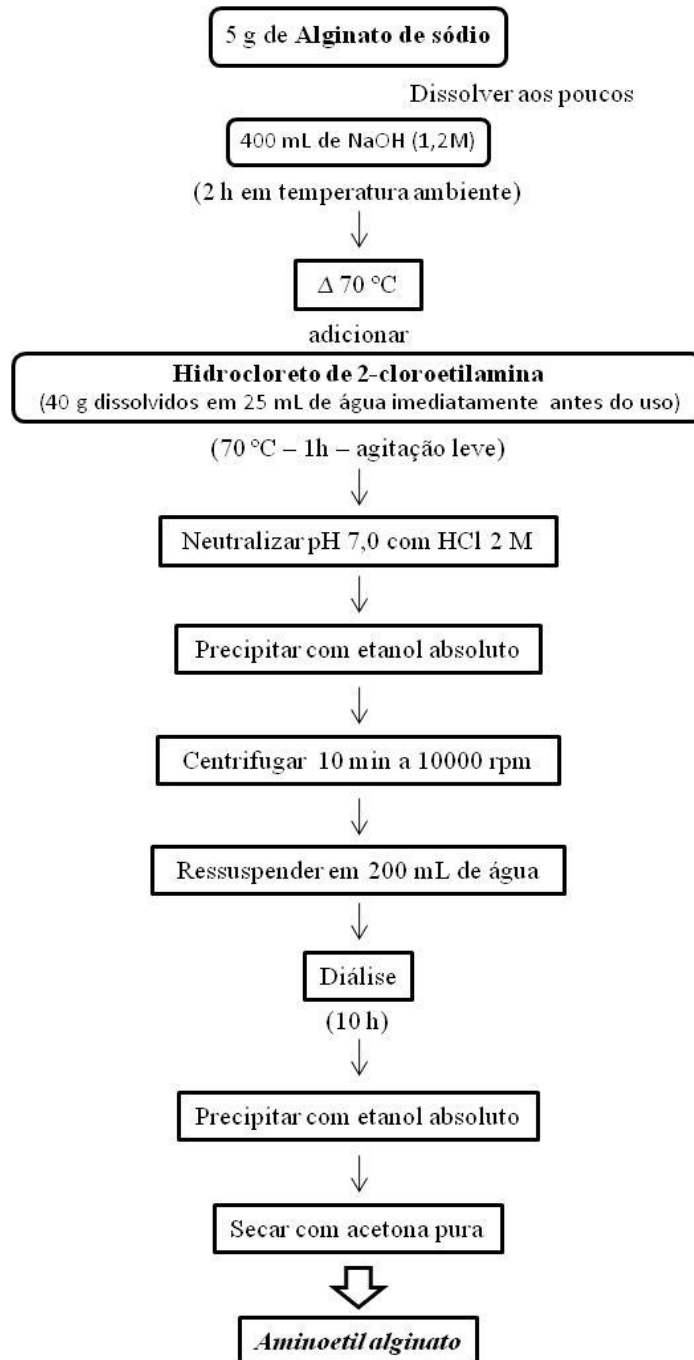 5 g de Alginato de sódio
Dissolver aos poucos
400 mL de NaOH (1,2M)
(2 h em temperatura ambiente)
Δ 70 ºC
adicionar
Hidrocloreto de 2-cloroetilamina
(40 g dissolvidos em 25 mL de água imediatamente antes do uso)
(70 ºC – 1h – agitação leve)
Neutralizar pH 7,0 com HCl 2 M
Precipitar com etanol absoluto
Centrifugar 10 min a 10000 rpm
Ressuspender em 200 mL de água
Diálise
(10 h)
Precipitar com etanol absoluto
Secar com acetona pura
Aminoetil alginato